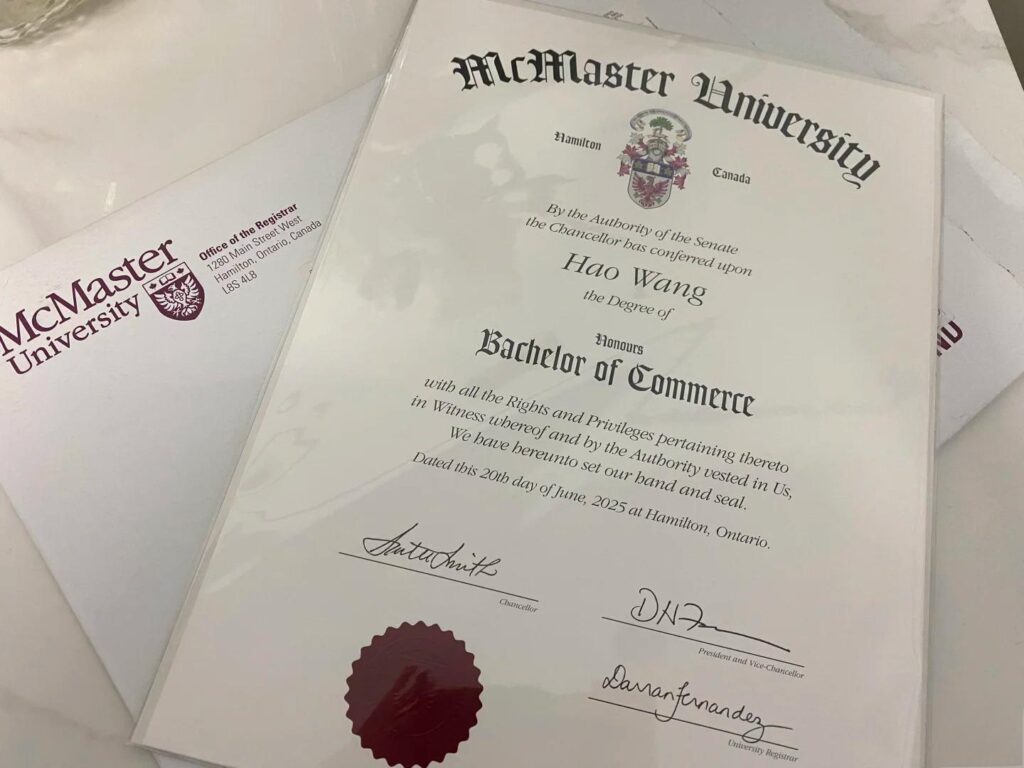 McMaster University
Hamilton
Canada
By the Authority of the Senate
the Chancellor has conferred upon
Hao Wang
the Degree of
Honours
Bachelor of Commerce
with all the Rights and Privileges pertaining thereto
in Witness whereof and by the Authority vested in Us,
We have hereunto set our hand and seal.
Dated this 20th day of June, 2025 at Hamilton, Ontario.
Chancellor
President and Vice-Chancellor
Darran Fernandez
University Registrar
McMaster
University
Office of the Registrar
1280 Main Street West
Hamilton, Ontario, Canada
L8S 4L8